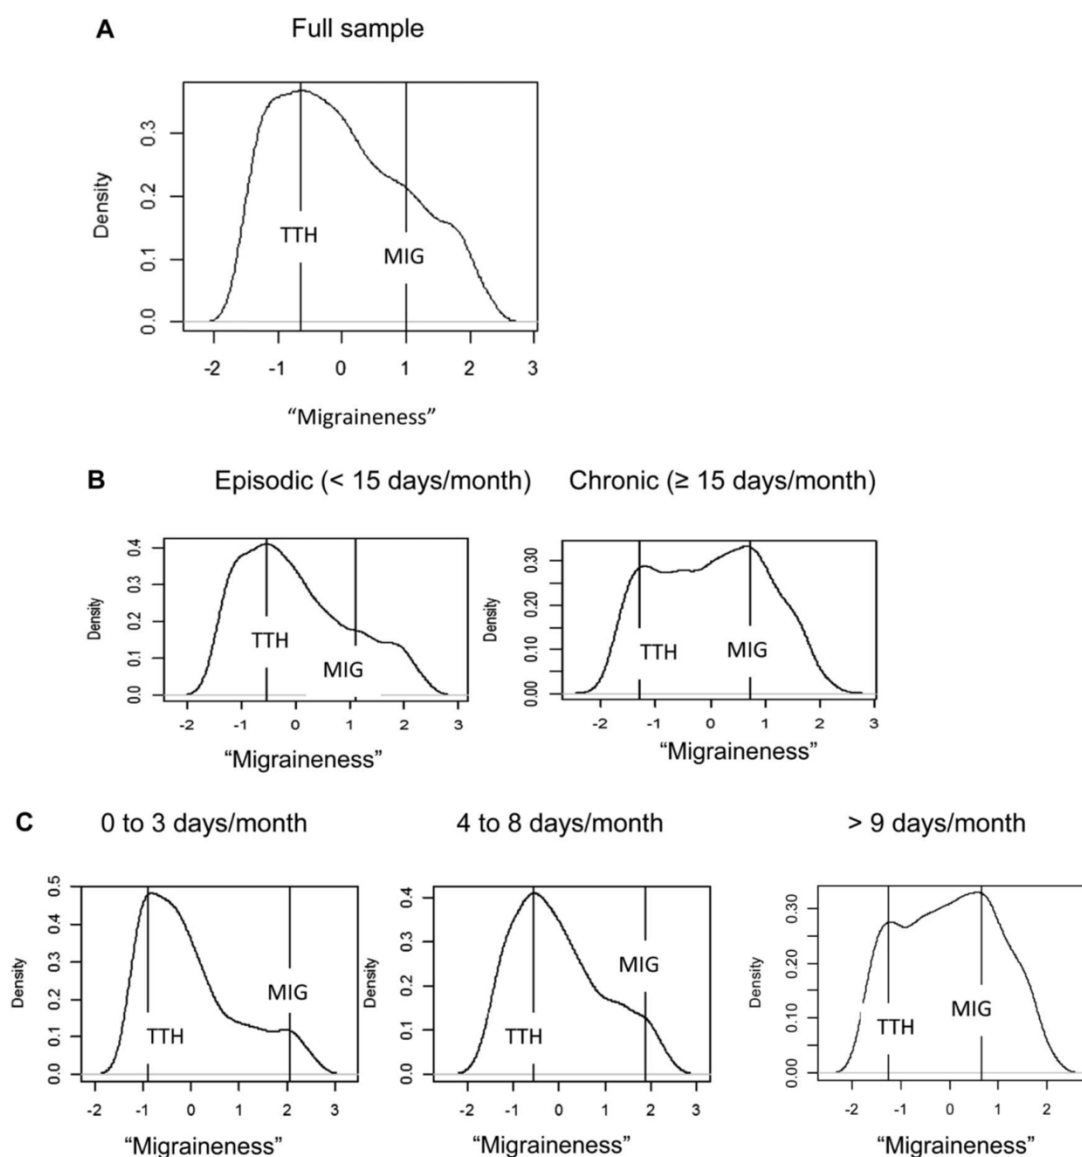 A
Full sample
Density
0.0 0.1 0.2 0.3
TTH
MIG
-2 -1 0 1 2 3
“Migraineness”
B
Episodic (< 15 days/month)
Chronic (≥ 15 days/month)
Density
0.0 0.1 0.2 0.3 0.4
TTH
MIG
-2 -1 0 1 2 3
“Migraineness”
Density
0.00 0.10 0.20 0.30
TTH
MIG
-2 -1 0 1 2 3
“Migraineness”
C
0 to 3 days/month
4 to 8 days/month
> 9 days/month
Density
0.0 0.1 0.2 0.3 0.4 0.5
TTH
MIG
-2 -1 0 1 2 3
“Migraineness”
Density
0.0 0.1 0.2 0.3 0.4
TTH
MIG
-2 -1 0 1 2 3
“Migraineness”
Density
0.00 0.10 0.20 0.30
TTH
MIG
-2 -1 0 1 2
“Migraineness”